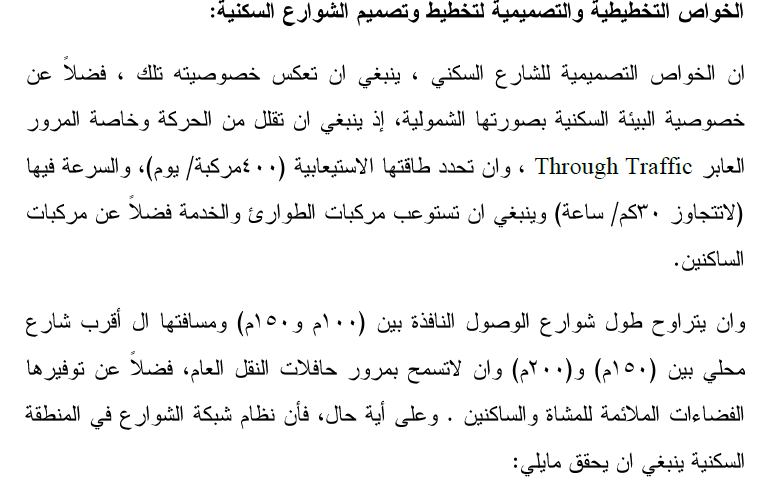 الخواص التخطيطية والتصميمية لتخطيط وتصميم الشوارع السكنية:
ان الخواص التصميمية للشارع السكني ، ينبغي ان تعكس خصوصيته تلك ، فضلاً عن
خصوصية البيئة السكنية بصورتها الشمولية، إذ ينبغي ان تقلل من الحركة وخاصة المرور
العابر Through Traffic ، وان تحدد طاقتها الاستيعابية (٤٠٠مركبة/ يوم)، والسرعة فيها
(لاتتجاوز ٣٠كم/ ساعة) وينبغي ان تستوعب مركبات الطوارئ والخدمة فضلاً عن مركبات
الساكنين.
وان يتراوح طول شوارع الوصول النافذة بين (١٠٠م و١٥٠م) ومسافتها ال أقرب شارع
محلي بين (١٥٠م) و(٢٠٠م) وان لاتسمح بمرور حافلات النقل العام، فضلاً عن توفيرها
الفضاءات الملائمة للمشاة والساكنين . وعلى أية حال، فأن نظام شبكة الشوارع في المنطقة
السكنية ينبغي ان يحقق مايلي: